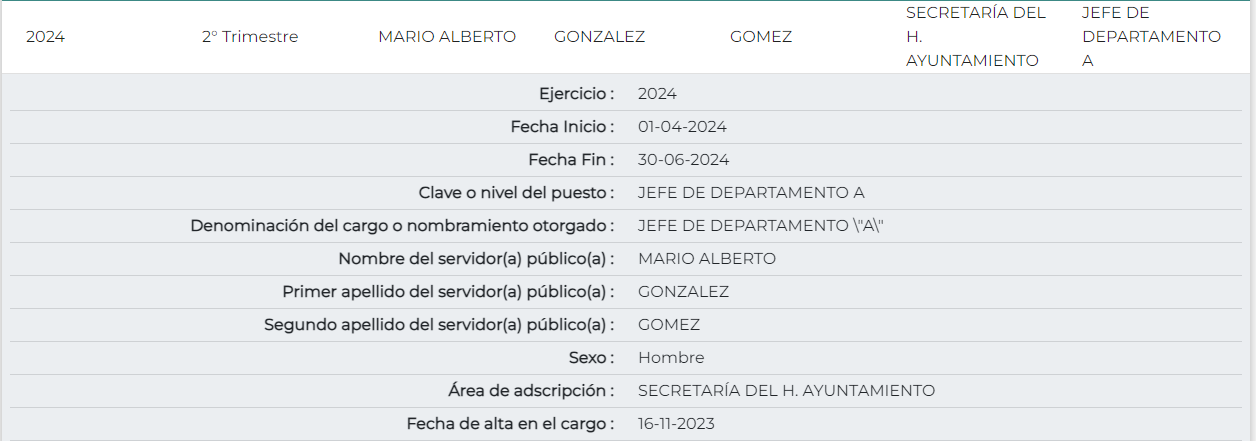 2024 2° Trimestre MARIO ALBERTO GONZALEZ GOMEZ SECRETARÍA DEL H. AYUNTAMIENTO JEFE DE DEPARTAMENTO A
Ejercicio : 2024
Fecha Inicio : 01-04-2024
Fecha Fin : 30-06-2024
Clave o nivel del puesto : JEFE DE DEPARTAMENTO A
Denominación del cargo o nombramiento otorgado : JEFE DE DEPARTAMENTO \"A\"
Nombre del servidor(a) público(a) : MARIO ALBERTO
Primer apellido del servidor(a) público(a) : GONZALEZ
Segundo apellido del servidor(a) público(a) : GOMEZ
Sexo : Hombre
Área de adscripción : SECRETARÍA DEL H. AYUNTAMIENTO
Fecha de alta en el cargo : 16-11-2023